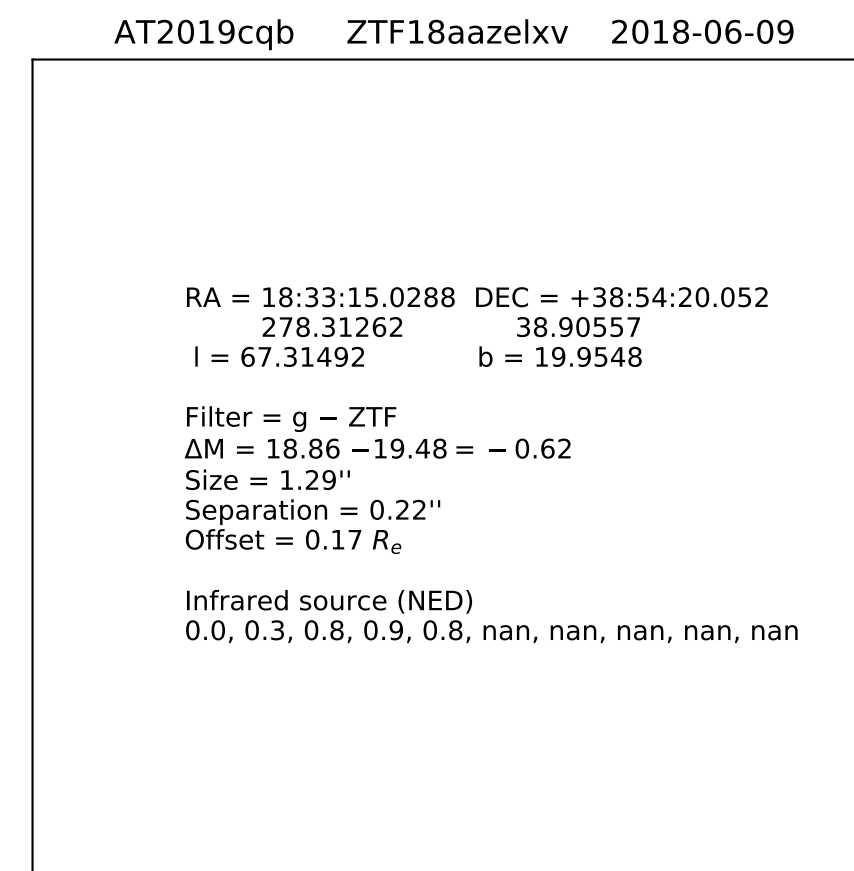 AT2019cqb ZTF18aazelxv 2018-06-09
RA = 18:33:15.0288 DEC = +38:54:20.052
278.31262 38.90557
l = 67.31492 b = 19.9548
Filter = g − ZTF
ΔM = 18.86 −19.48 = − 0.62
Size = 1.29''
Separation = 0.22''
Offset = 0.17 Re
Infrared source (NED)
0.0, 0.3, 0.8, 0.9, 0.8, nan, nan, nan, nan, nan